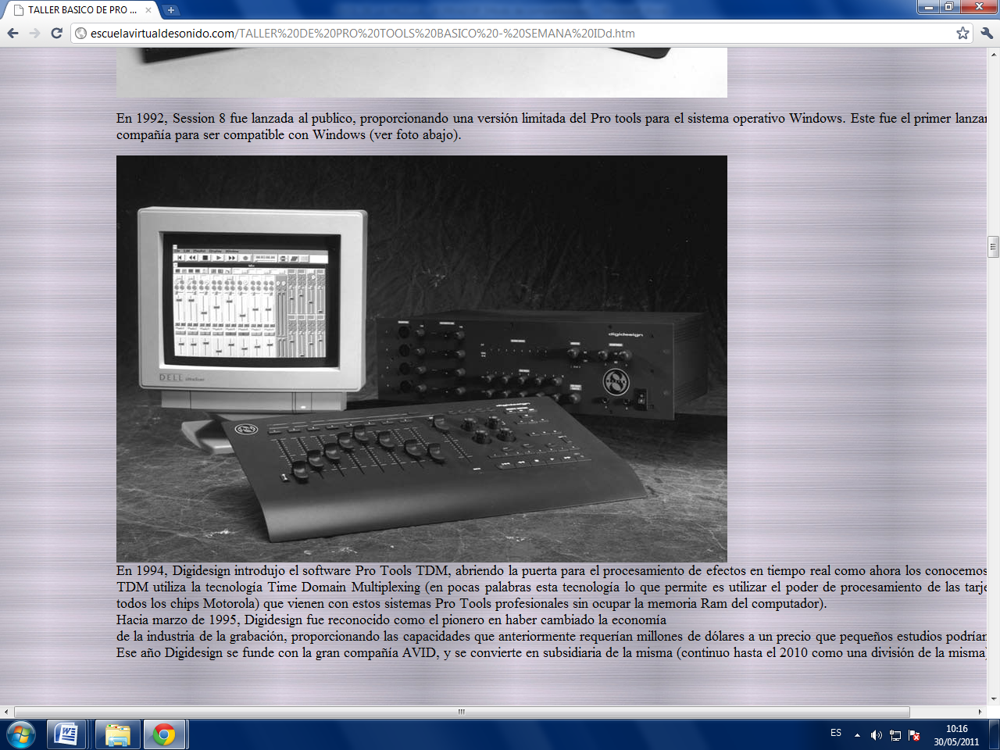 TALLER BASICO DE PRO ...
escuelavirtualdesonido.com/TALLER%20DE%20PRO%20TOOLS%20BASICO%20-%20SEMANA%20IDd.htm
En 1992, Session 8 fue lanzada al publico, proporcionando una versión limitada del Pro tools para el sistema operativo Windows. Este fue el primer lanzar
compañía para ser compatible con Windows (ver foto abajo).
DELL
digidesign
8
digidesign
En 1994, Digidesign introdujo el software Pro Tools TDM, abriendo la puerta para el procesamiento de efectos en tiempo real como ahora los conocemos
TDM utiliza la tecnología Time Domain Multiplexing (en pocas palabras esta tecnología lo que permite es utilizar el poder de procesamiento de las tarje
todos los chips Motorola) que vienen con estos sistemas Pro Tools profesionales sin ocupar la memoria Ram del computador).
Hacia marzo de 1995, Digidesign fue reconocido como el pionero en haber cambiado la economía
de la industria de la grabación, proporcionando las capacidades que anteriormente requerían millones de dólares a un precio que pequeños estudios podrían
Ese año Digidesign se funde con la gran compañía AVID, y se convierte en subsidiaria de la misma (continuo hasta el 2010 como una división de la misma)
ES
10:16
30/05/2011